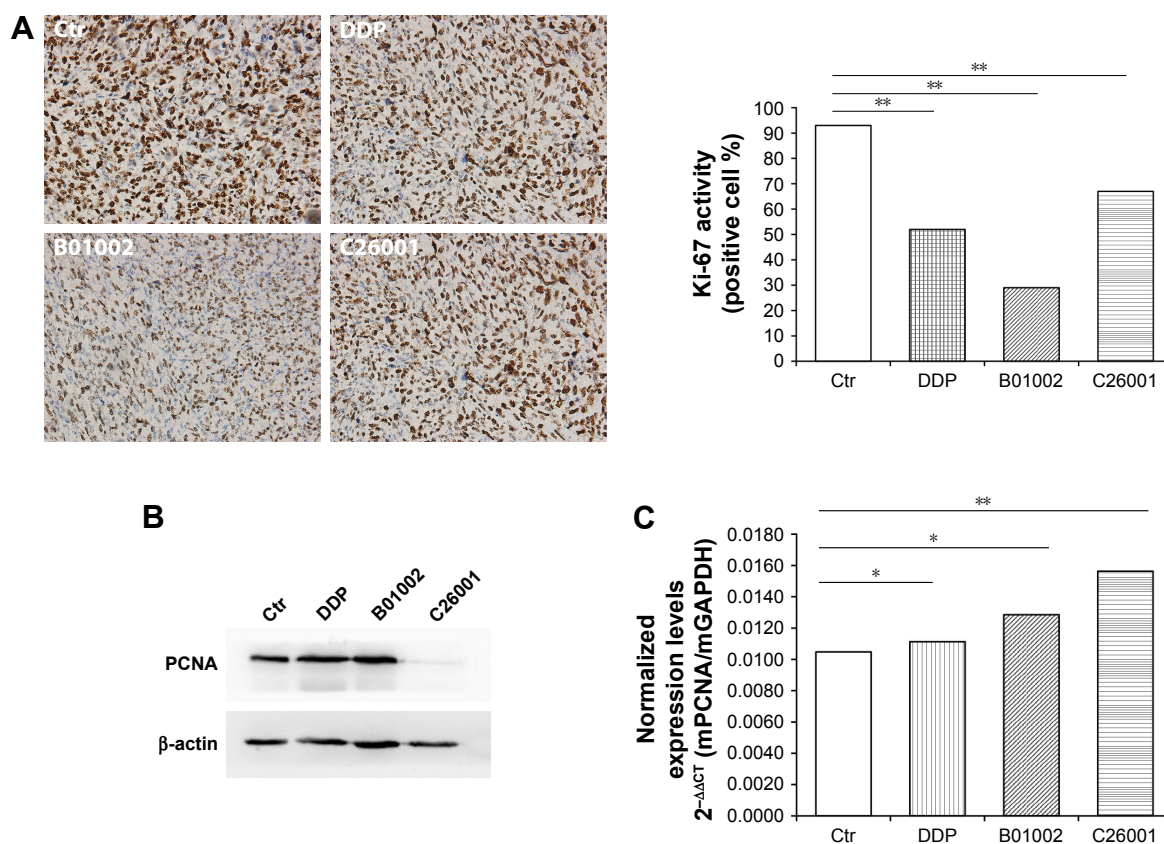 A
Ctr
DDP
B01002
C26001
**
**
**
Ki-67 activity
(positive cell %)
100
90
80
70
60
50
40
30
20
10
0
Ctr DDP B01002 C26001
B
Ctr DDP B01002 C26001
PCNA
β-actin
C
**
*
*
Normalized
expression levels
2−ΔΔCT (mPCNA/mGAPDH)
0.0180
0.0160
0.0140
0.0120
0.0100
0.0080
0.0060
0.0040
0.0020
0.0000
Ctr DDP B01002 C26001